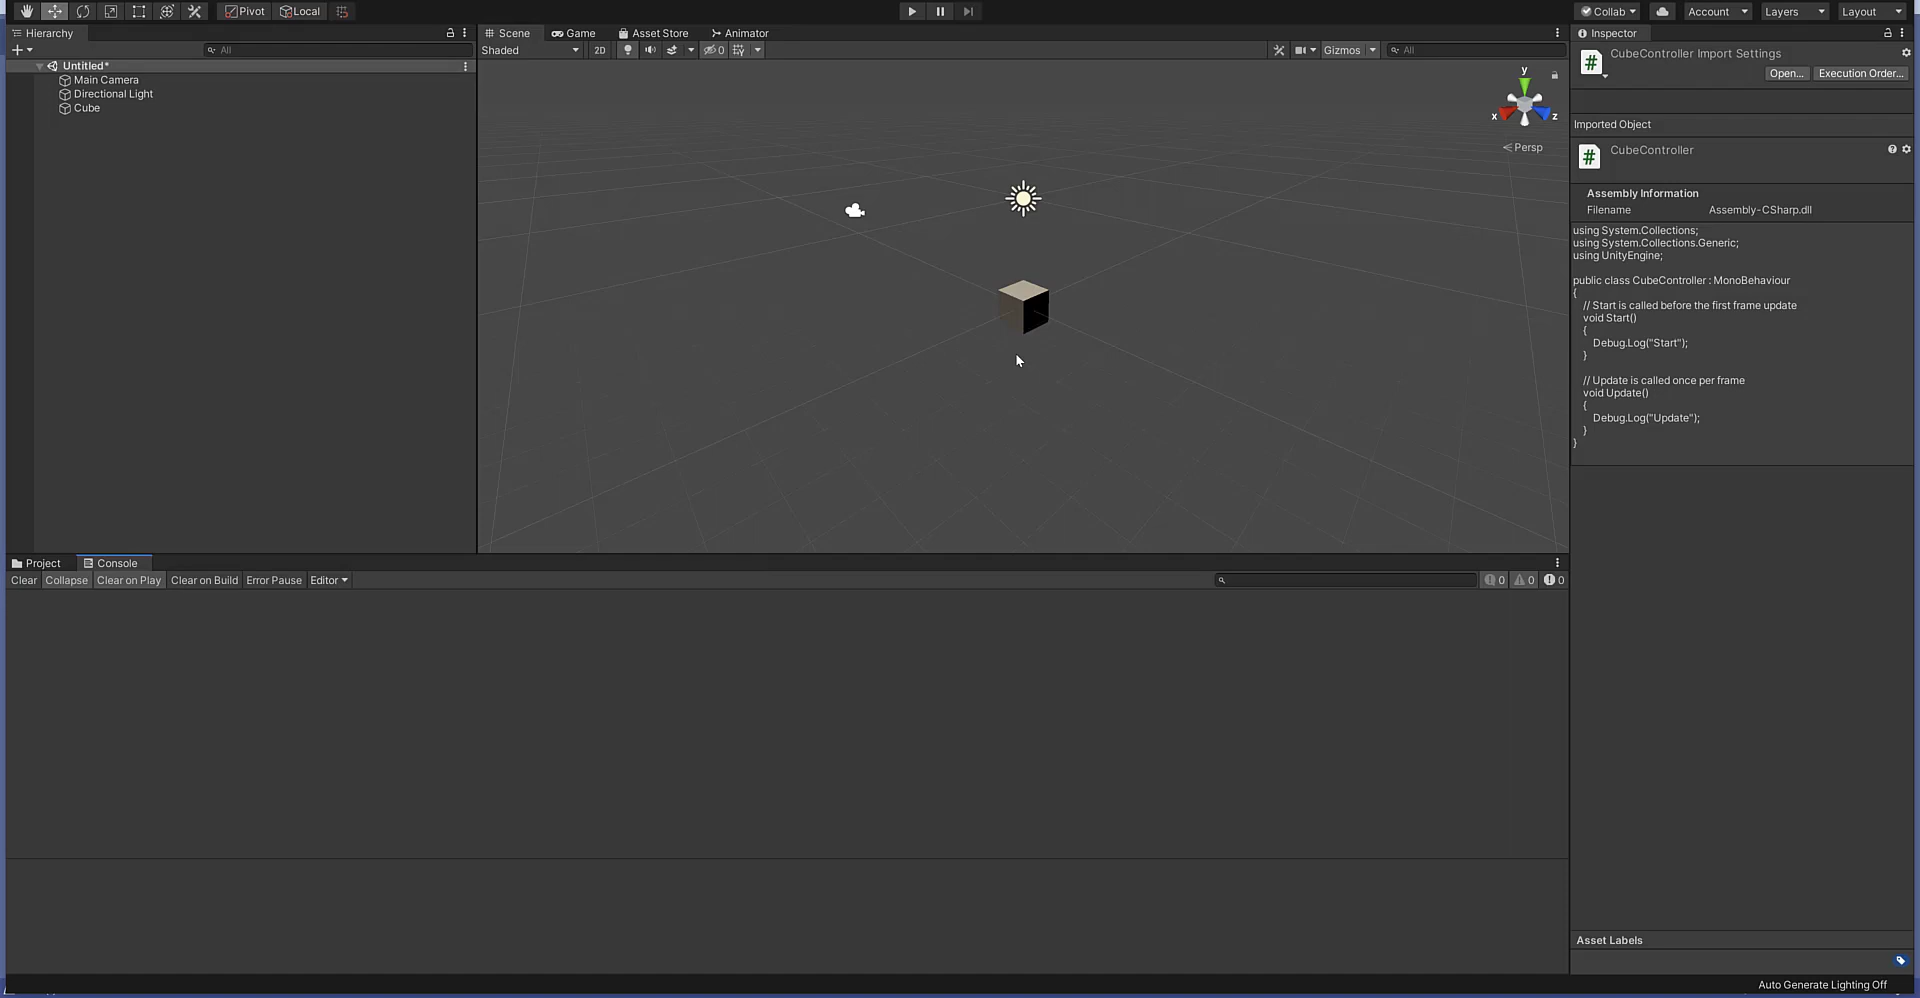 Pivot Local Collab Account Layers Layout
Hierarchy
All
Untitled*
Main Camera
Directional Light
Cube
Scene Game Asset Store Animator
Shaded 2D 0 Gizmos All
y
x z
< Persp
Project Console
Clear Collapse Clear on Play Clear on Build Error Pause Editor 0 0 0
Inspector
CubeController Import Settings
Open... Execution Order...
Imported Object
CubeController
Assembly Information
Filename Assembly-CSharp.dll
using System.Collections;
using System.Collections.Generic;
using UnityEngine;
public class CubeController : MonoBehaviour
{
// Start is called before the first frame update
void Start()
{
Debug.Log("Start");
}
// Update is called once per frame
void Update()
{
Debug.Log("Update");
}
}
Asset Labels
Auto Generate Lighting Off